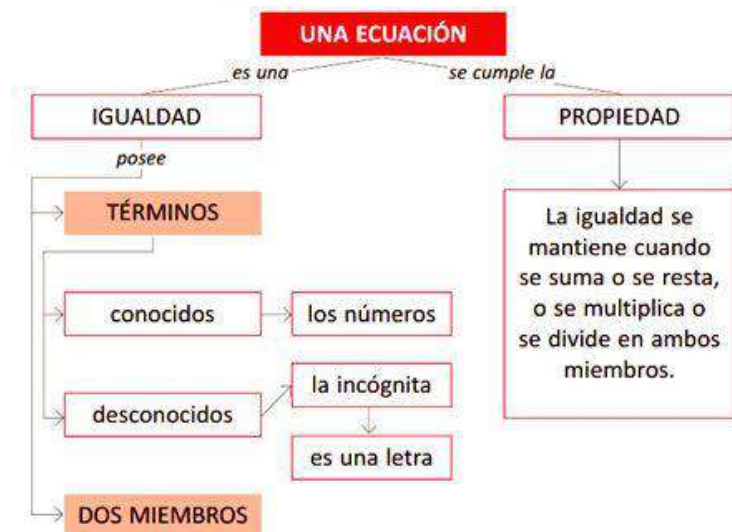 UNA ECUACIÓN
es una
se cumple la
IGUALDAD
PROPIEDAD
posee
TÉRMINOS
La igualdad se
mantiene cuando
se suma o se resta,
o se multiplica o
se divide en ambos
miembros.
conocidos
los números
desconocidos
la incógnita
es una letra
DOS MIEMBROS